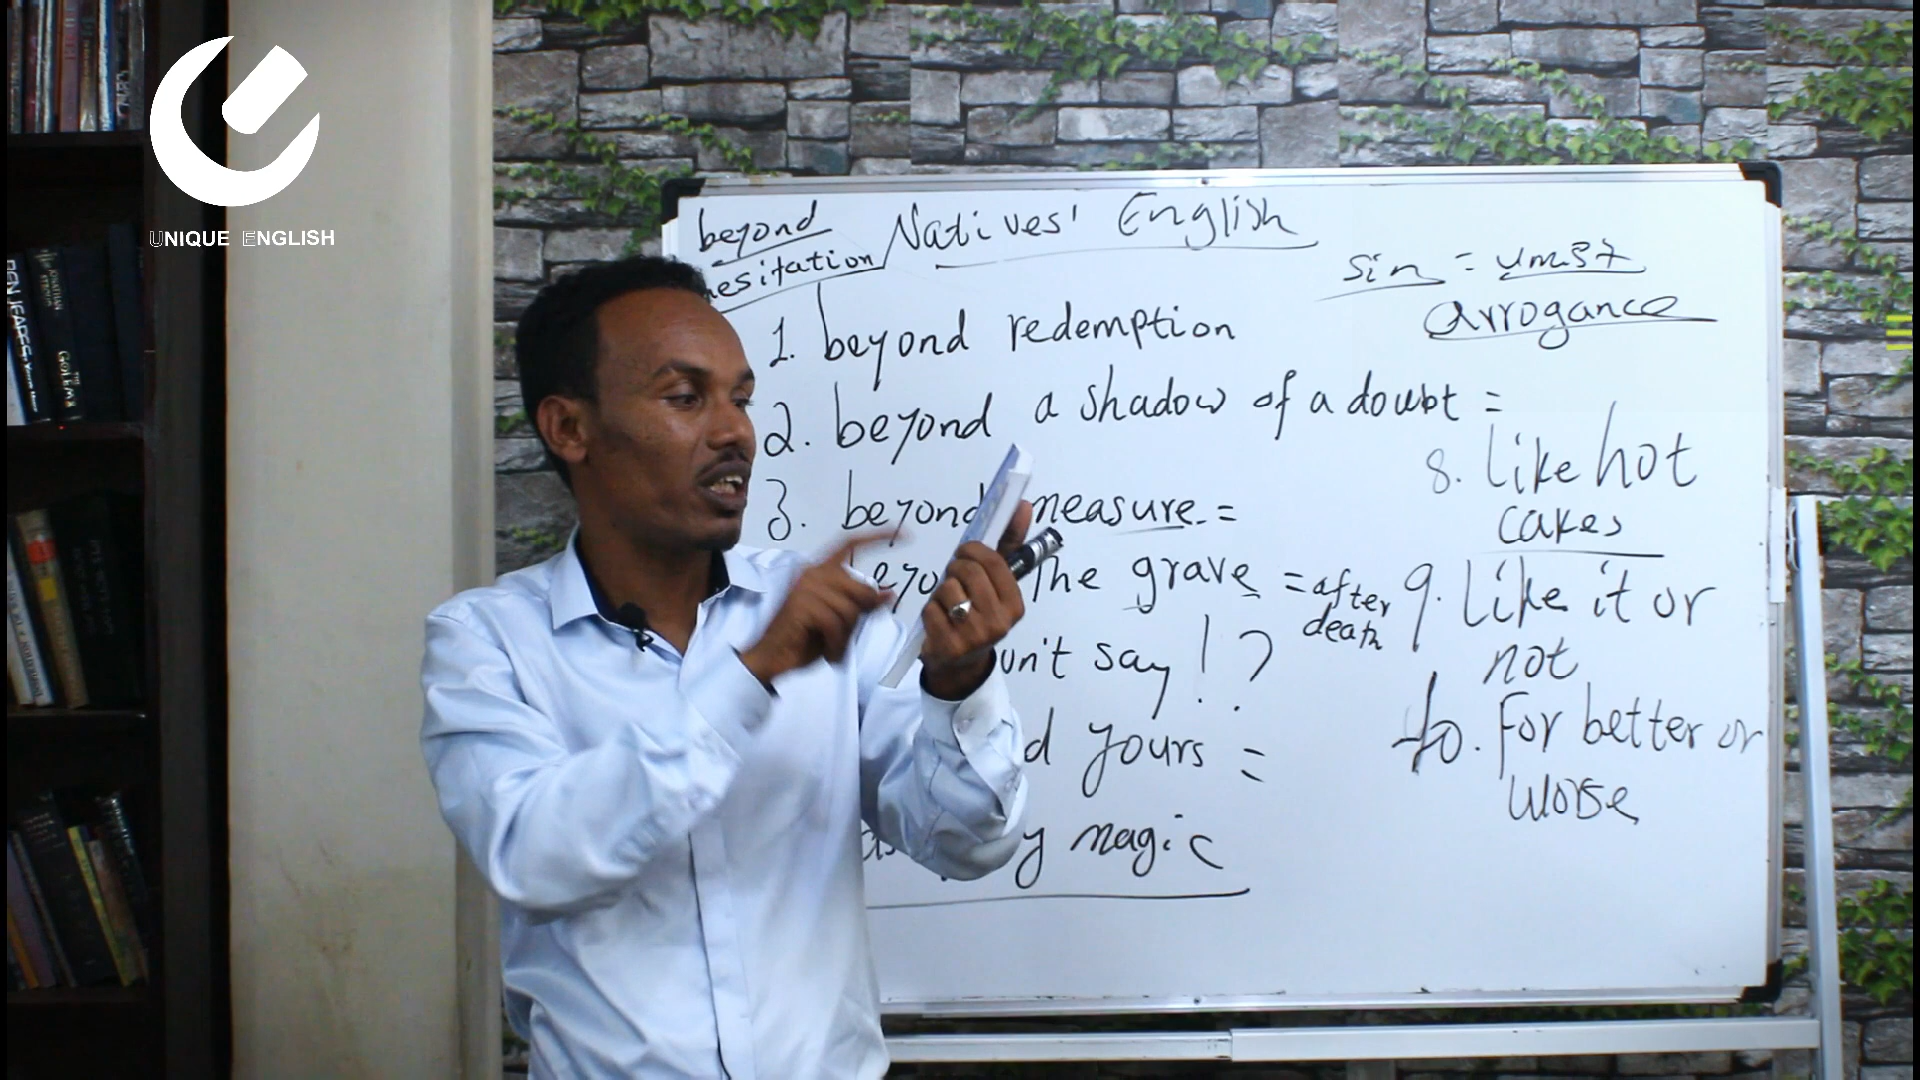 UNIQUE ENGLISH
beyond
hesitation
Natives' English
sin =
arrogance
1. beyond redemption
2. beyond a shadow of a doubt =
3. beyond measure =
the grave = after
death
say ! ?
yours =
magic
8. like hot
cakes
9. Like it or
not
10. For better or
worse
GOLEM